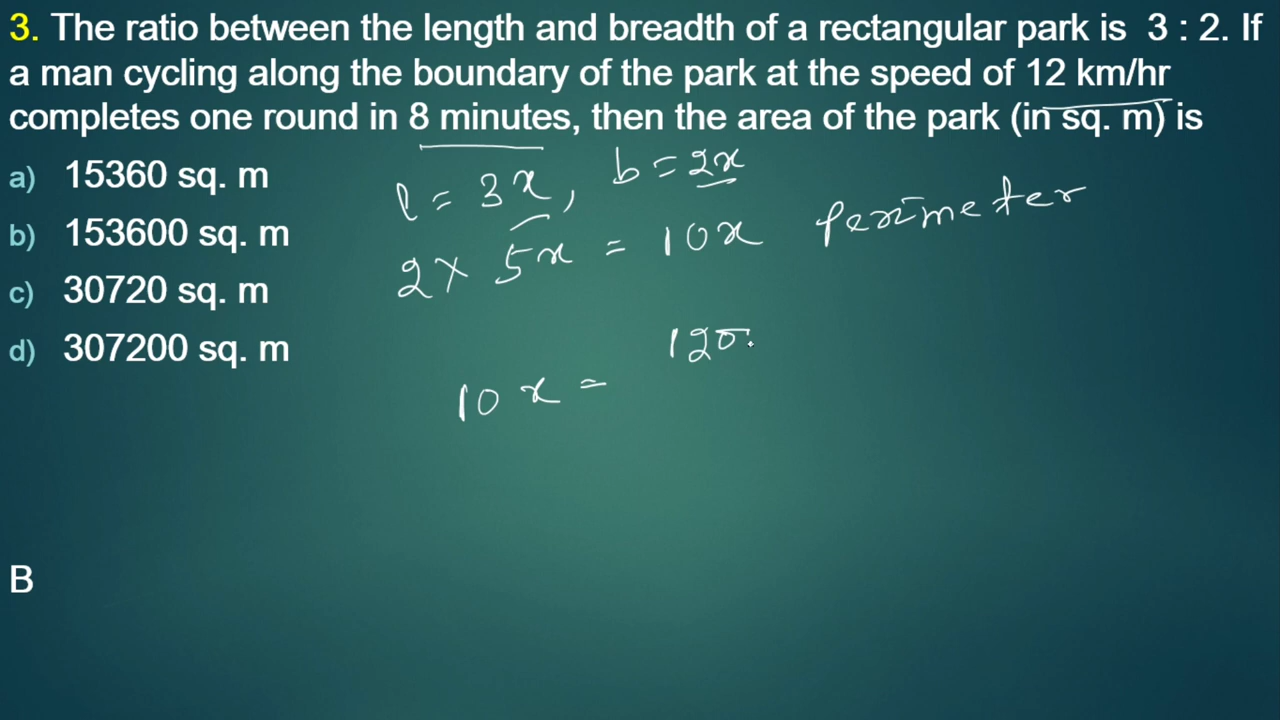 3. The ratio between the length and breadth of a rectangular park is 3 : 2. If
a man cycling along the boundary of the park at the speed of 12 km/hr
completes one round in 8 minutes, then the area of the park (in sq. m) is
a) 15360 sq. m
b) 153600 sq. m
c) 30720 sq. m
d) 307200 sq. m
l = 3x, b = 2x
2 × 5x = 10x perimeter
120
10x =
B